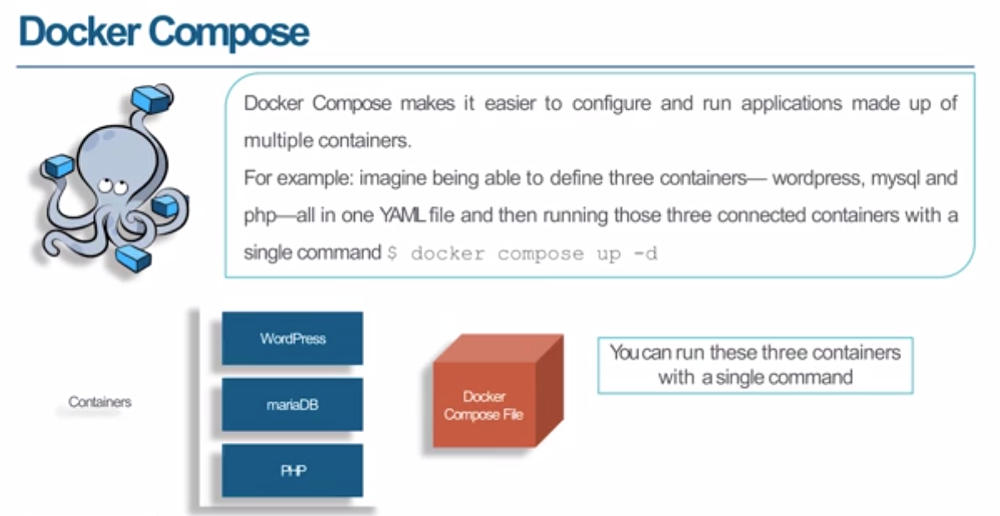 Docker Compose
Docker Compose makes it easier to configure and run applications made up of
multiple containers.
For example: imagine being able to define three containers— wordpress, mysql and
php—all in one YAML file and then running those three connected containers with a
single command $ docker compose up -d
WordPress
mariaDB
PHP
Containers
Docker
Compose File
You can run these three containers
with a single command